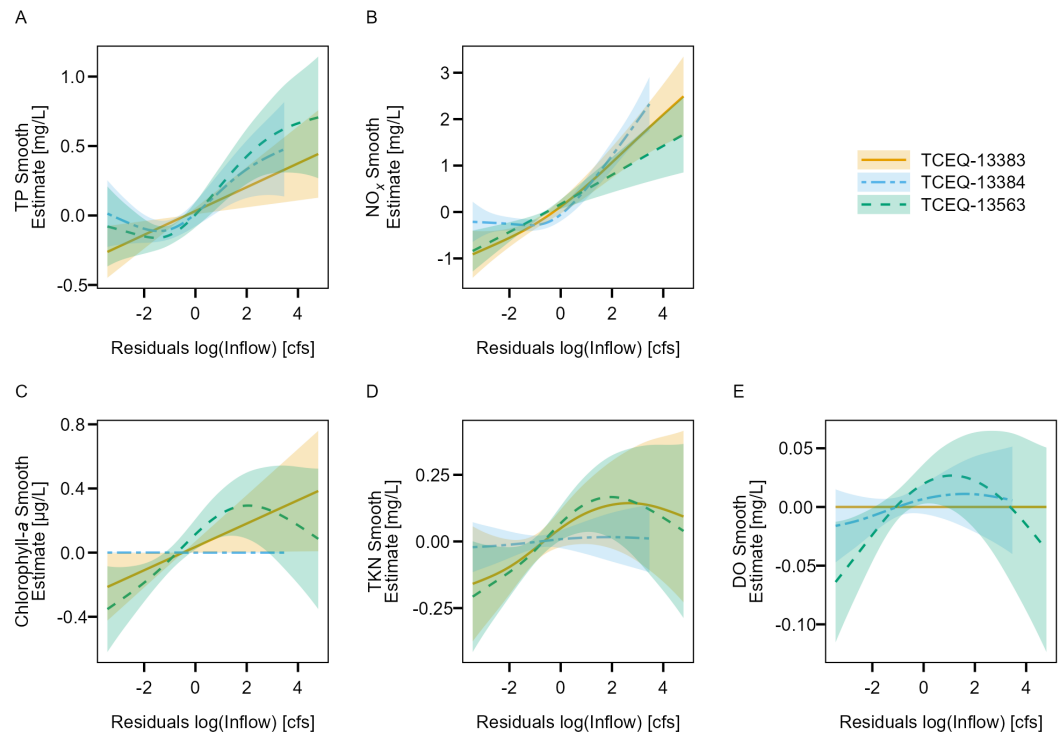 A
B
TP Smooth
Estimate [mg/L]
1.0
0.5
0.0
-0.5
-2 0 2 4
Residuals log(Inflow) [cfs]
NOx Smooth
Estimate [mg/L]
3
2
1
0
-1
-2 0 2 4
Residuals log(Inflow) [cfs]
TCEQ-13383
TCEQ-13384
TCEQ-13563
C
D
E
Chlorophyll-a Smooth
Estimate [µg/L]
0.8
0.4
0.0
-0.4
-2 0 2 4
Residuals log(Inflow) [cfs]
TKN Smooth
Estimate [mg/L]
0.25
0.00
-0.25
-2 0 2 4
Residuals log(Inflow) [cfs]
DO Smooth
Estimate [mg/L]
0.05
0.00
-0.05
-0.10
-2 0 2 4
Residuals log(Inflow) [cfs]